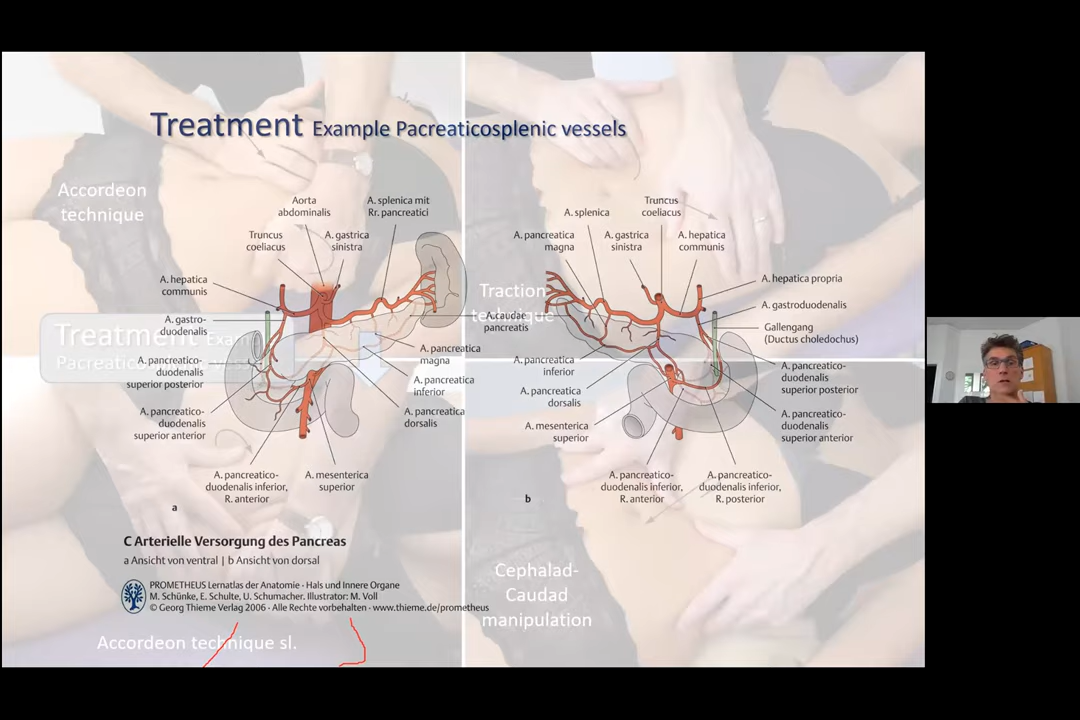 Treatment Example Pacreaticosplenic vessels
Accordeon
technique
Aorta
abdominalis
A. splenica mit
Rr. pancreatici
Truncus
coeliacus
A. gastrica
sinistra
A. hepatica
communis
A. gastro-
duodenalis
A. pancreatico-
duodenalis
superior posterior
A. pancreatico-
duodenalis
superior anterior
A. caudae
pancreatis
A. pancreatica
magna
A. pancreatica
inferior
A. pancreatica
dorsalis
A. pancreatico-
duodenalis inferior,
R. anterior
A. mesenterica
superior
a
Treatment Exam
Pacreaticosplenic vess
Truncus
coeliacus
A. splenica
A. pancreatica
magna
A. gastrica
sinistra
A. hepatica
communis
Traction
technique
A. hepatica propria
A. gastroduodenalis
Gallengang
(Ductus choledochus)
A. pancreatica
inferior
A. pancreatica
dorsalis
A. mesenterica
superior
A. pancreatico-
duodenalis
superior posterior
A. pancreatico-
duodenalis
superior anterior
A. pancreatico-
duodenalis inferior,
R. anterior
A. pancreatico-
duodenalis inferior,
R. posterior
b
C Arterielle Versorgung des Pancreas
a Ansicht von ventral | b Ansicht von dorsal
PROMETHEUS Lernatlas der Anatomie · Hals und Innere Organe
M. Schünke, E. Schulte, U. Schumacher. Illustrator: M. Voll
© Georg Thieme Verlag 2006 · Alle Rechte vorbehalten · www.thieme.de/prometheus
Accordeon technique sl.
Cephalad-
Caudad
manipulation